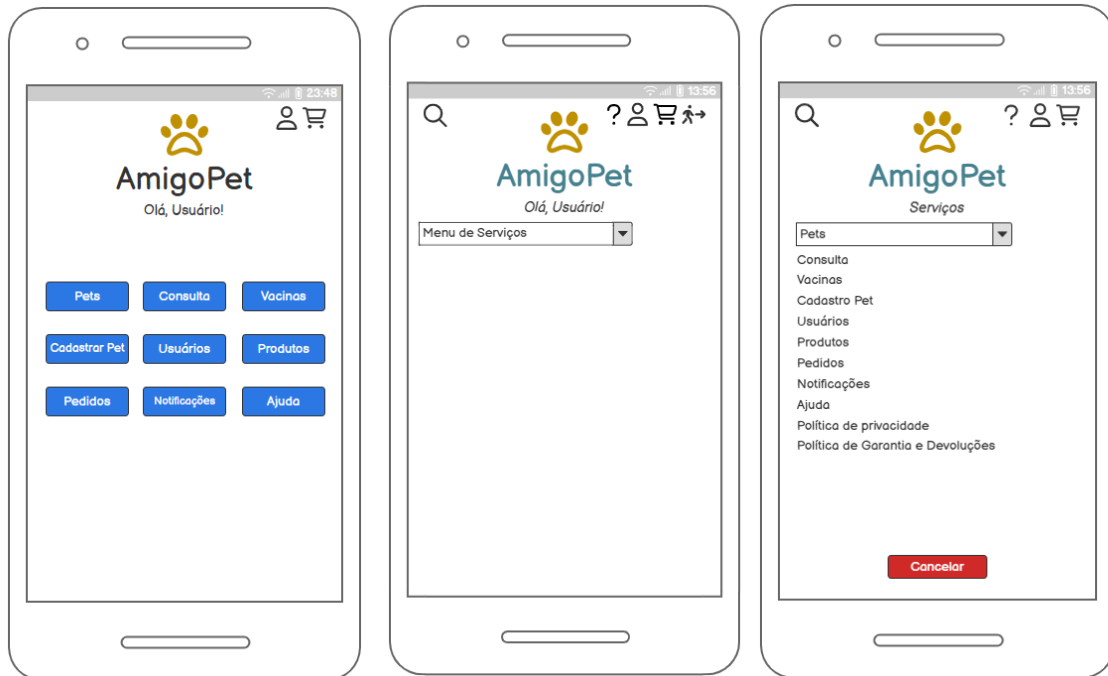 23:48
AmigoPet
Olá, Usuário!
Pets
Consulta
Vacinas
Cadastrar Pet
Usuários
Produtos
Pedidos
Notificações
Ajuda
13:56
?
AmigoPet
Olá, Usuário!
Menu de Serviços
13:56
?
AmigoPet
Serviços
Pets
Consulta
Vacinas
Cadastro Pet
Usuários
Produtos
Pedidos
Notificações
Ajuda
Política de privacidade
Política de Garantia e Devoluções
Cancelar